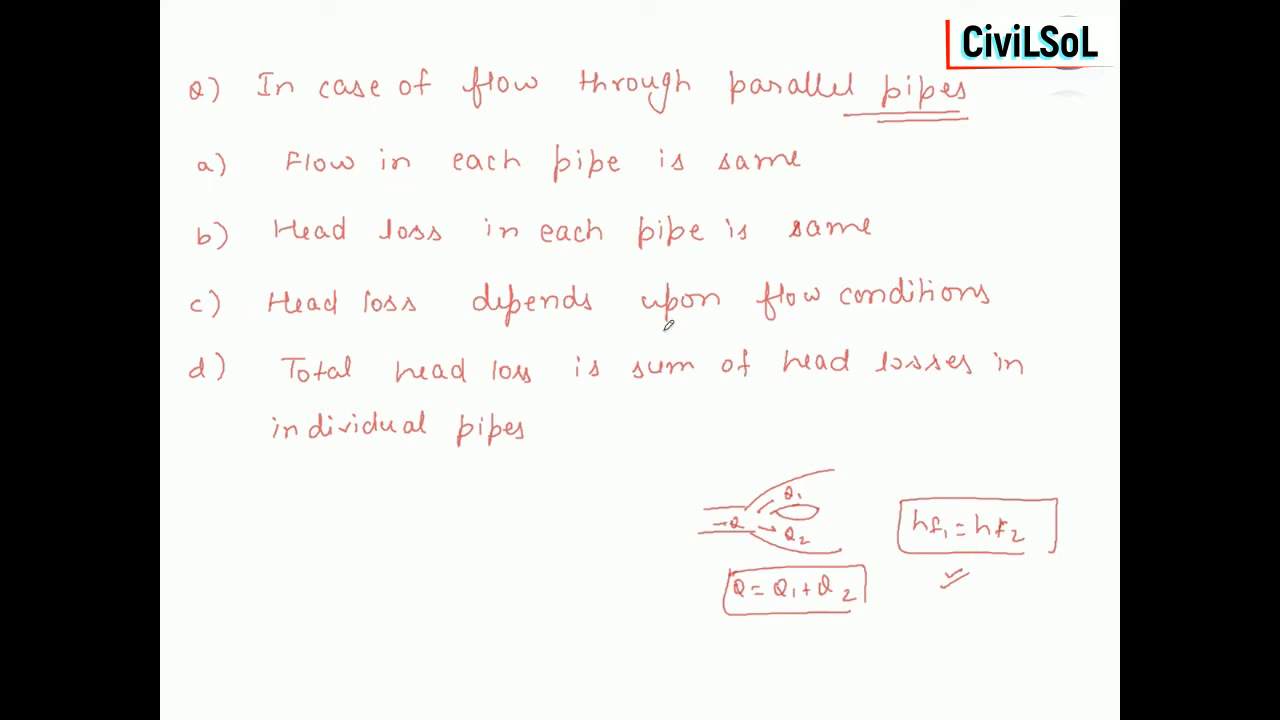 CiviLSoL
Q) In case of flow through parallel pipes
a) Flow in each pipe is same
b) Head loss in each pipe is same
c) Head loss depends upon flow conditions
d) Total head loss is sum of head losses in
individual pipes
Q1
→Q
→ Q2
hf1 = hf2
Q = Q1 + Q2